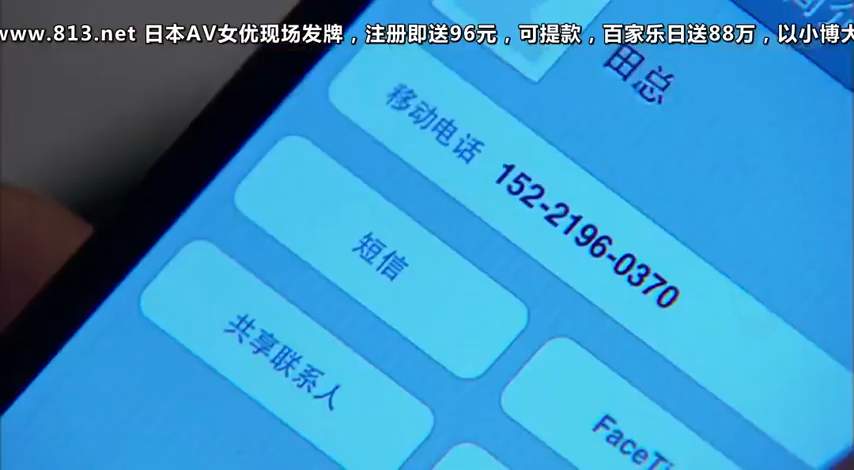 www.813.net 日本AV女优现场发牌，注册即送96元，可提款，百家乐日送88万，以小博大
田总
移动电话 152-2196-0370
短信
共享联系人